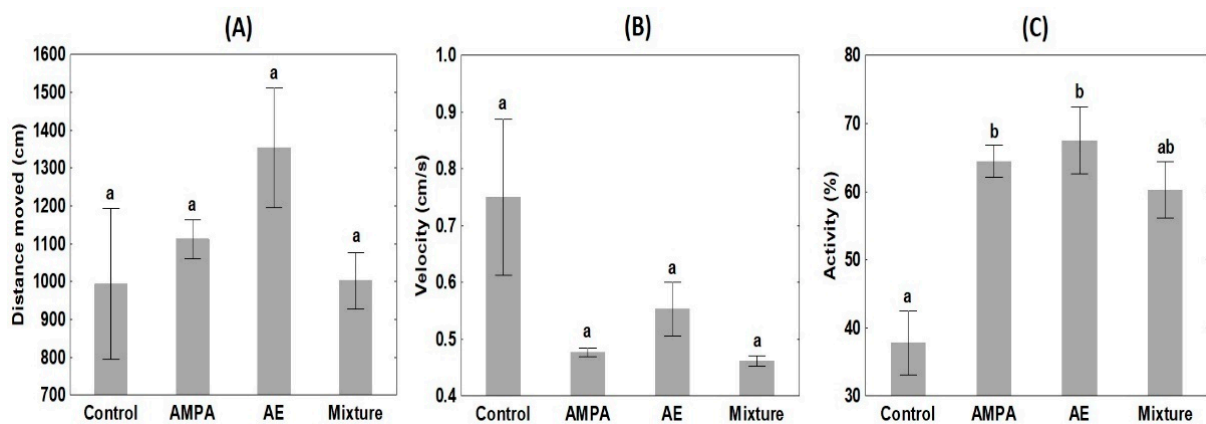 (A)
Distance moved (cm)
1600
1500
1400
1300
1200
1100
1000
900
800
700
a
a
a
a
Control
AMPA
AE
Mixture
(B)
Velocity (cm/s)
1.0
0.9
0.8
0.7
0.6
0.5
0.4
a
a
a
a
Control
AMPA
AE
Mixture
(C)
Activity (%)
80
70
60
50
40
30
a
b
b
ab
Control
AMPA
AE
Mixture